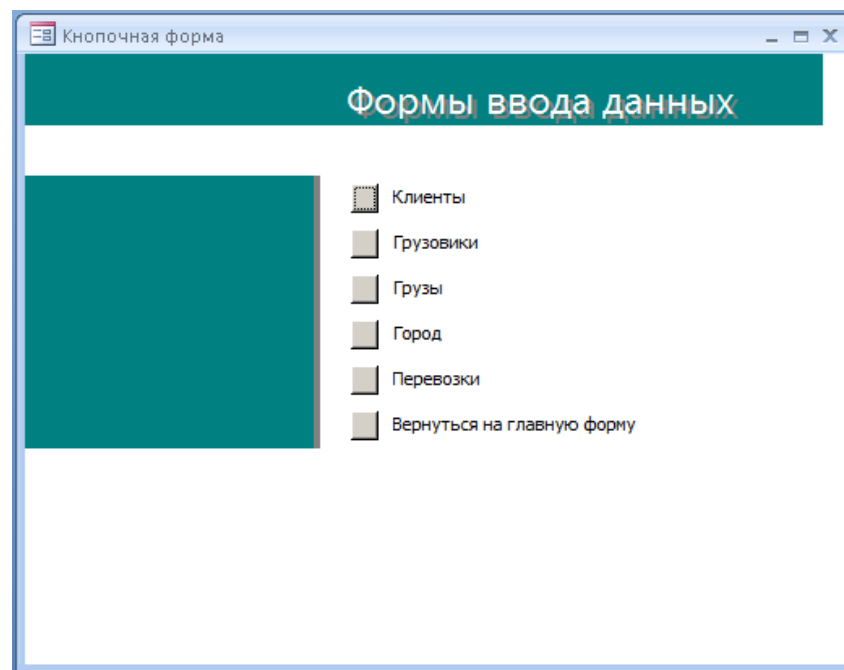 Кнопочная форма
Формы ввода данных
Клиенты
Грузовики
Грузы
Город
Перевозки
Вернуться на главную форму